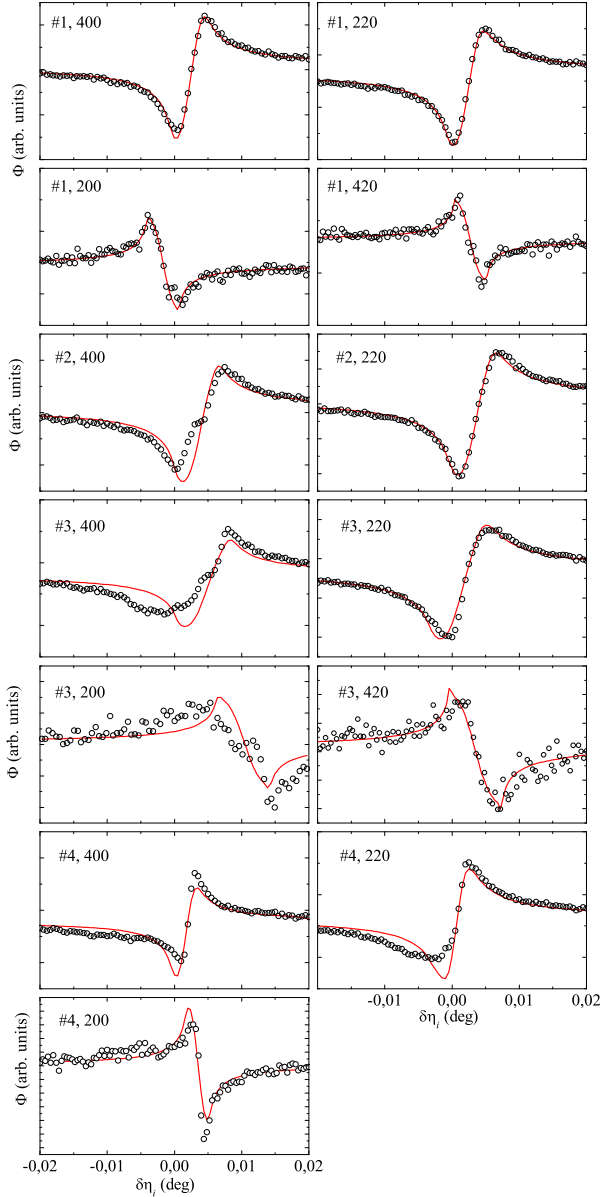 #1, 400
#1, 220
Φ (arb. units)
#1, 200
#1, 420
#2, 400
#2, 220
Φ (arb. units)
#3, 400
#3, 220
#3, 200
#3, 420
Φ (arb. units)
#4, 400
#4, 220
-0,01 0,00 0,01 0,02
δηi (deg)
#4, 200
Φ (arb. units)
-0,02 -0,01 0,00 0,01 0,02
δηi (deg)